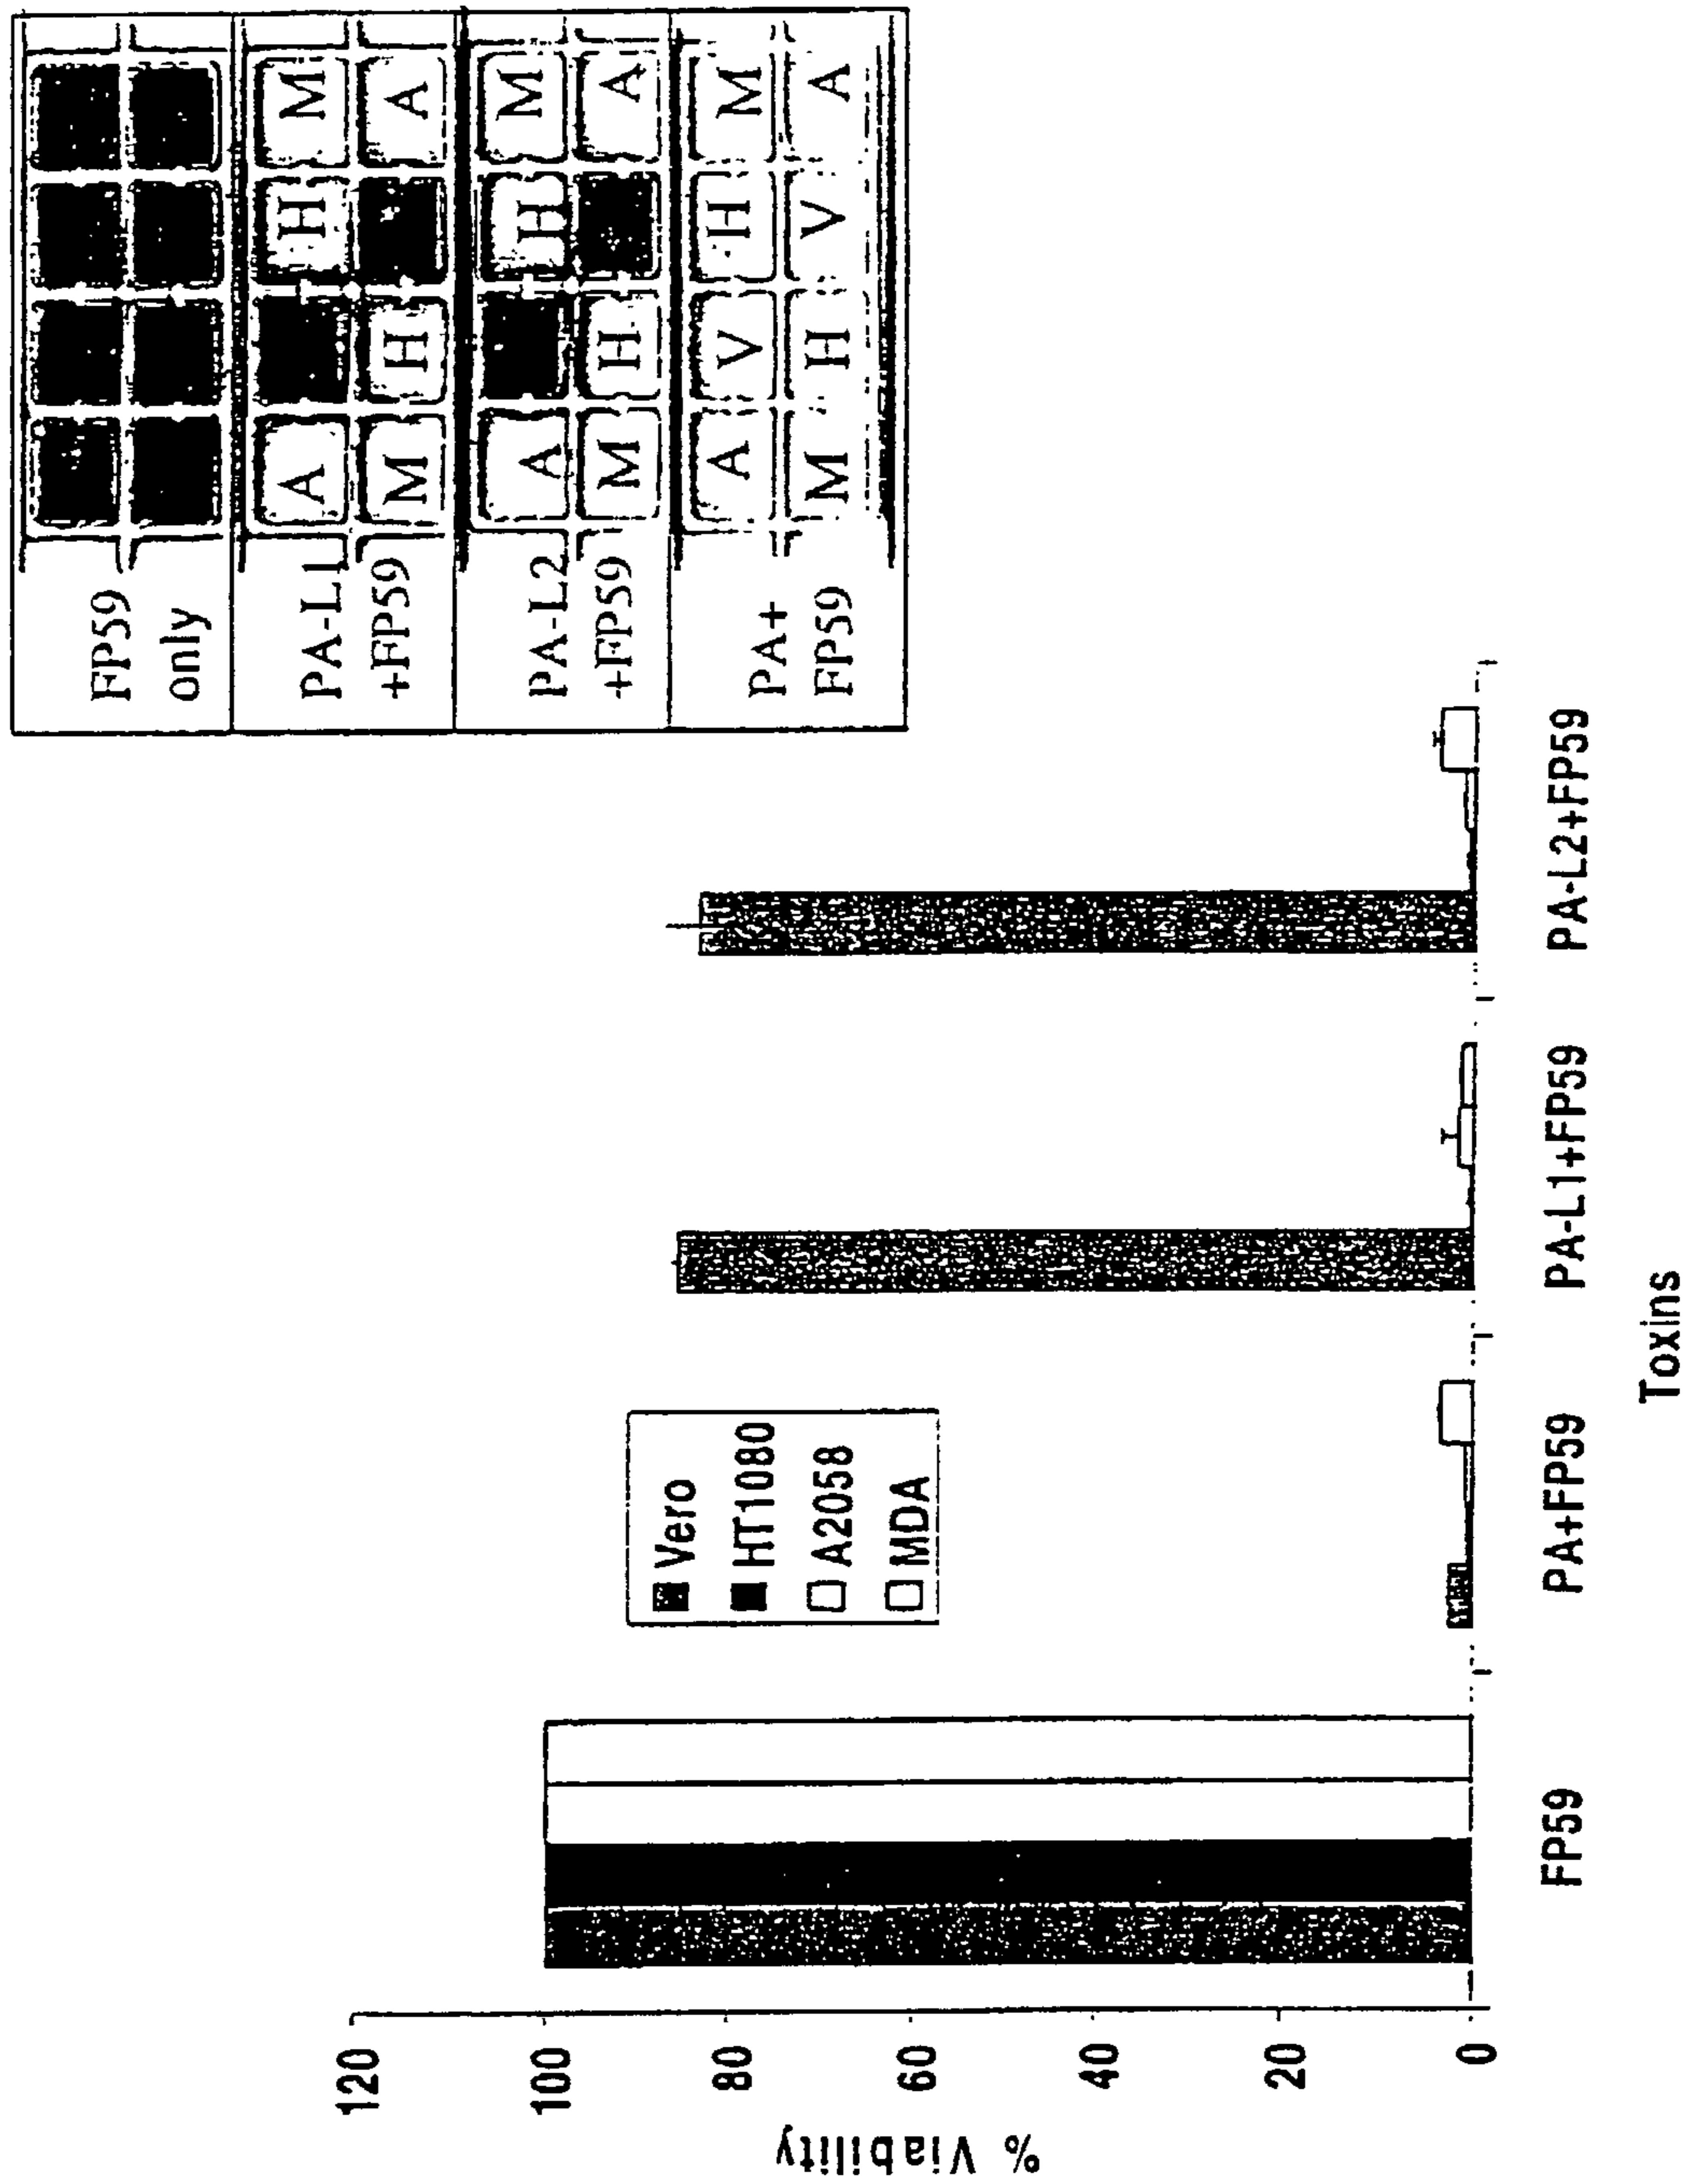 FP59
only
PA-L1 A H M
+FP59 M H A
PA-L2 A H M
+FP59 M H A
PA+ A V H M
FP59 M H V A
% Viability
120
100
80
60
40
20
0
Vero
HT1080
A2058
MDA
FP59 PA+FP59 PA-L1+FP59 PA-L2+FP59
Toxins